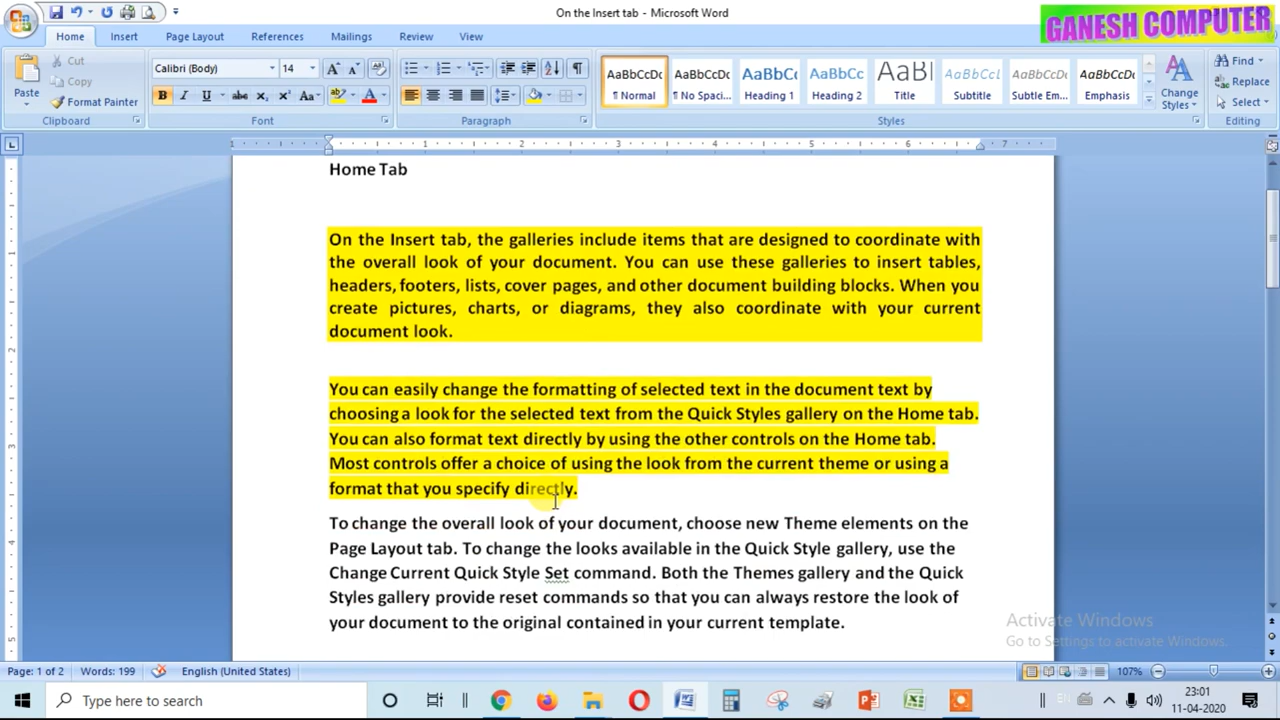 On the Insert tab - Microsoft Word
GANESH COMPUTER
Home Insert Page Layout References Mailings Review View
Paste
Cut
Copy
Format Painter
Clipboard
Calibri (Body) 14
B I U abc x₂ x² Aa
Font
Paragraph
AaBbCcDc AaBbCcDc AaBbC AaBbCc AaB AaBbCcL AaBbCcDc AaBbCcDc
¶ Normal ¶ No Spaci... Heading 1 Heading 2 Title Subtitle Subtle Em... Emphasis
Change
Styles
Styles
Find
Replace
Select
Editing
1 1 2 3 4 5 6 7
Home Tab
On the Insert tab, the galleries include items that are designed to coordinate with
the overall look of your document. You can use these galleries to insert tables,
headers, footers, lists, cover pages, and other document building blocks. When you
create pictures, charts, or diagrams, they also coordinate with your current
document look.
You can easily change the formatting of selected text in the document text by
choosing a look for the selected text from the Quick Styles gallery on the Home tab.
You can also format text directly by using the other controls on the Home tab.
Most controls offer a choice of using the look from the current theme or using a
format that you specify directly.
To change the overall look of your document, choose new Theme elements on the
Page Layout tab. To change the looks available in the Quick Style gallery, use the
Change Current Quick Style Set command. Both the Themes gallery and the Quick
Styles gallery provide reset commands so that you can always restore the look of
your document to the original contained in your current template.
Activate Windows
Go to Settings to activate Windows.
Page: 1 of 2 Words: 199 English (United States) 107%
Type here to search
23:01
11-04-2020